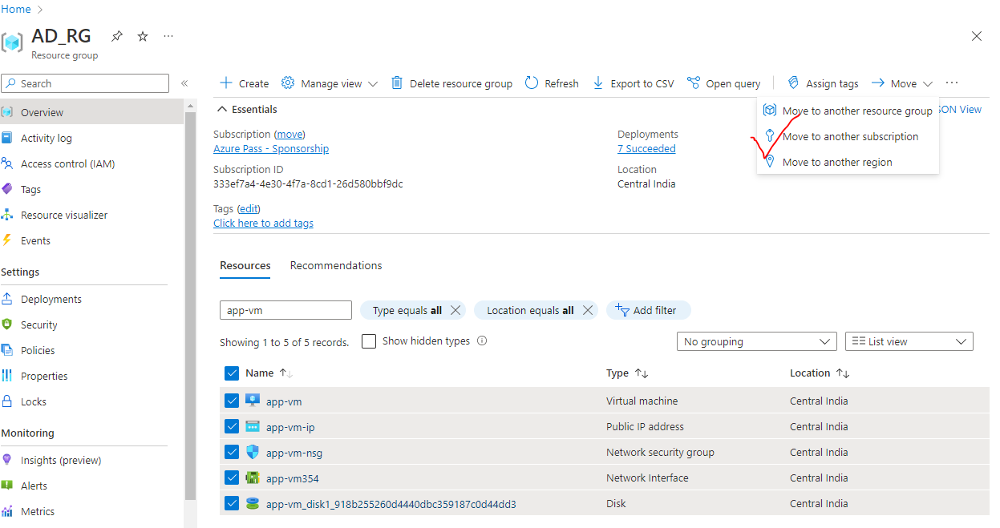 Home
AD_RG
Resource group
Search
Create
Manage view
Delete resource group
Refresh
Export to CSV
Open query
Assign tags
Move
Overview
Activity log
Access control (IAM)
Tags
Resource visualizer
Events
Settings
Deployments
Security
Policies
Properties
Locks
Monitoring
Insights (preview)
Alerts
Metrics
Essentials
SON View
Move to another resource group
Move to another subscription
Move to another region
Subscription (move)
Azure Pass - Sponsorship
Subscription ID
333ef7a4-4e30-4f7a-8cd1-26d580bbf9dc
Tags (edit)
Click here to add tags
Deployments
7 Succeeded
Location
Central India
Resources
Recommendations
app-vm
Type equals all
Location equals all
Add filter
Showing 1 to 5 of 5 records.
Show hidden types
No grouping
List view
Name Type Location
app-vm Virtual machine Central India
app-vm-ip Public IP address Central India
app-vm-nsg Network security group Central India
app-vm354 Network Interface Central India
app-vm_disk1_918b255260d4440dbc359187c0d44dd3 Disk Central India